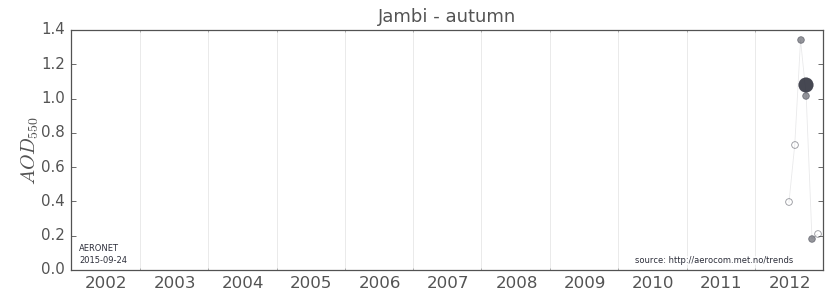 Jambi - autumn
1.4
1.2
1.0
0.8
0.6
0.4
0.2
0.0
AOD550
AERONET
2015-09-24
source: http://aerocom.met.no/trends
2002 2003 2004 2005 2006 2007 2008 2009 2010 2011 2012